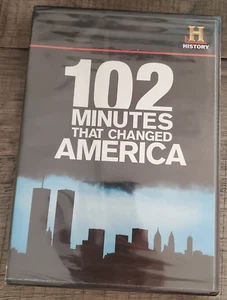 H
HISTORY
102
MINUTES
THAT CHANGED
AMERICA